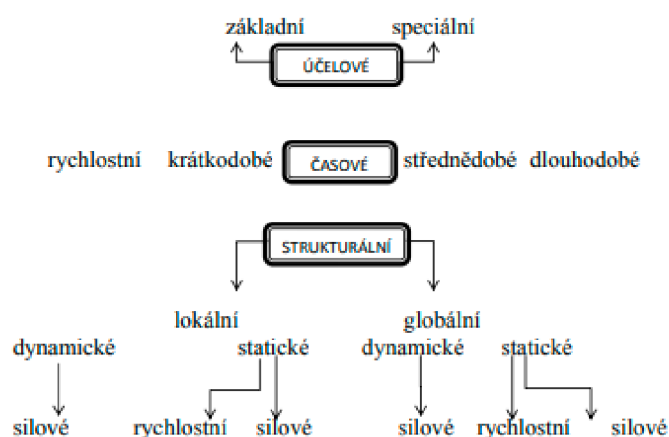 základní speciální
ÚČELOVÉ
rychlostní krátkodobé ČASOVÉ střednědobé dlouhodobé
STRUKTURÁLNÍ
lokální globální
dynamické statické dynamické statické
silové rychlostní silové silové rychlostní silové